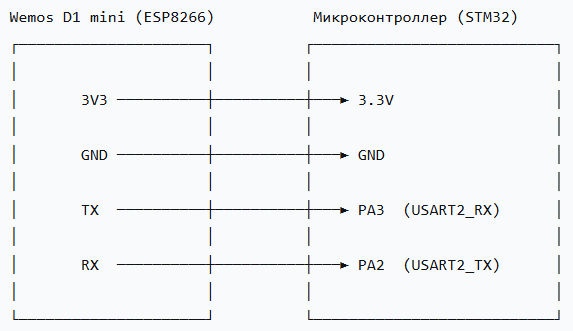 Wemos D1 mini (ESP8266) Микроконтроллер (STM32)
3V3 3.3V
GND GND
TX PA3 (USART2_RX)
RX PA2 (USART2_TX)